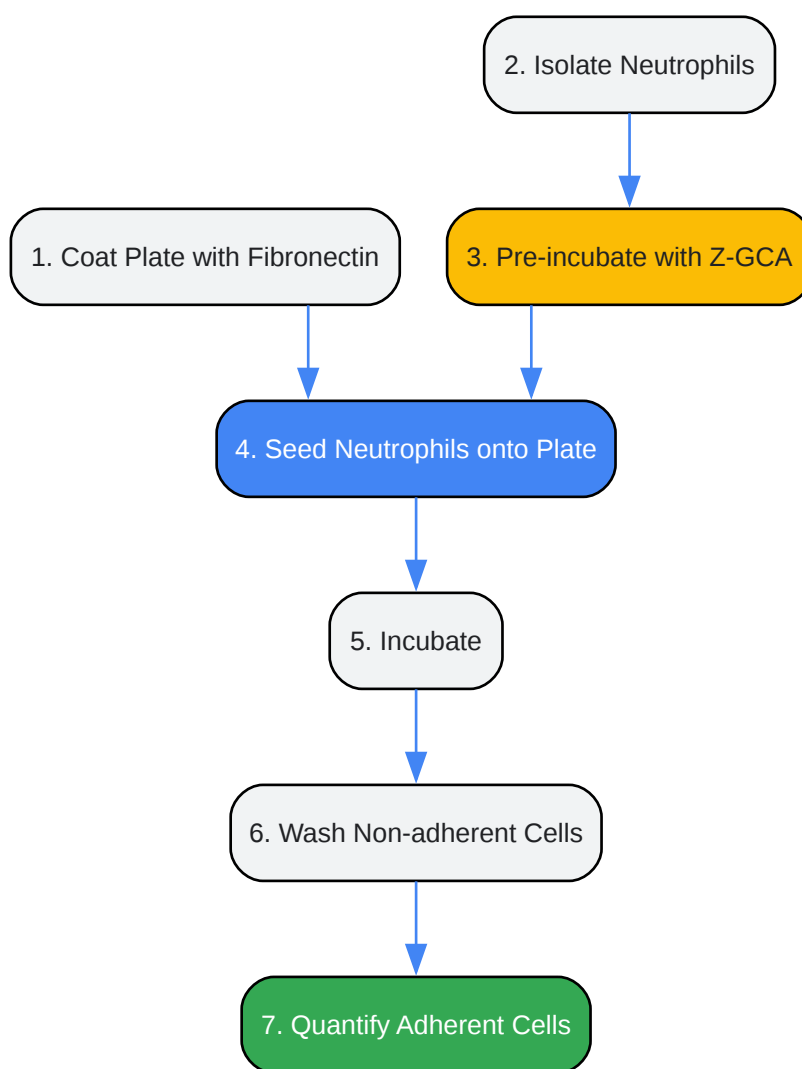 2. Isolate Neutrophils
1. Coat Plate with Fibronectin
3. Pre-incubate with Z-GCA
4. Seed Neutrophils onto Plate
5. Incubate
6. Wash Non-adherent Cells
7. Quantify Adherent Cells